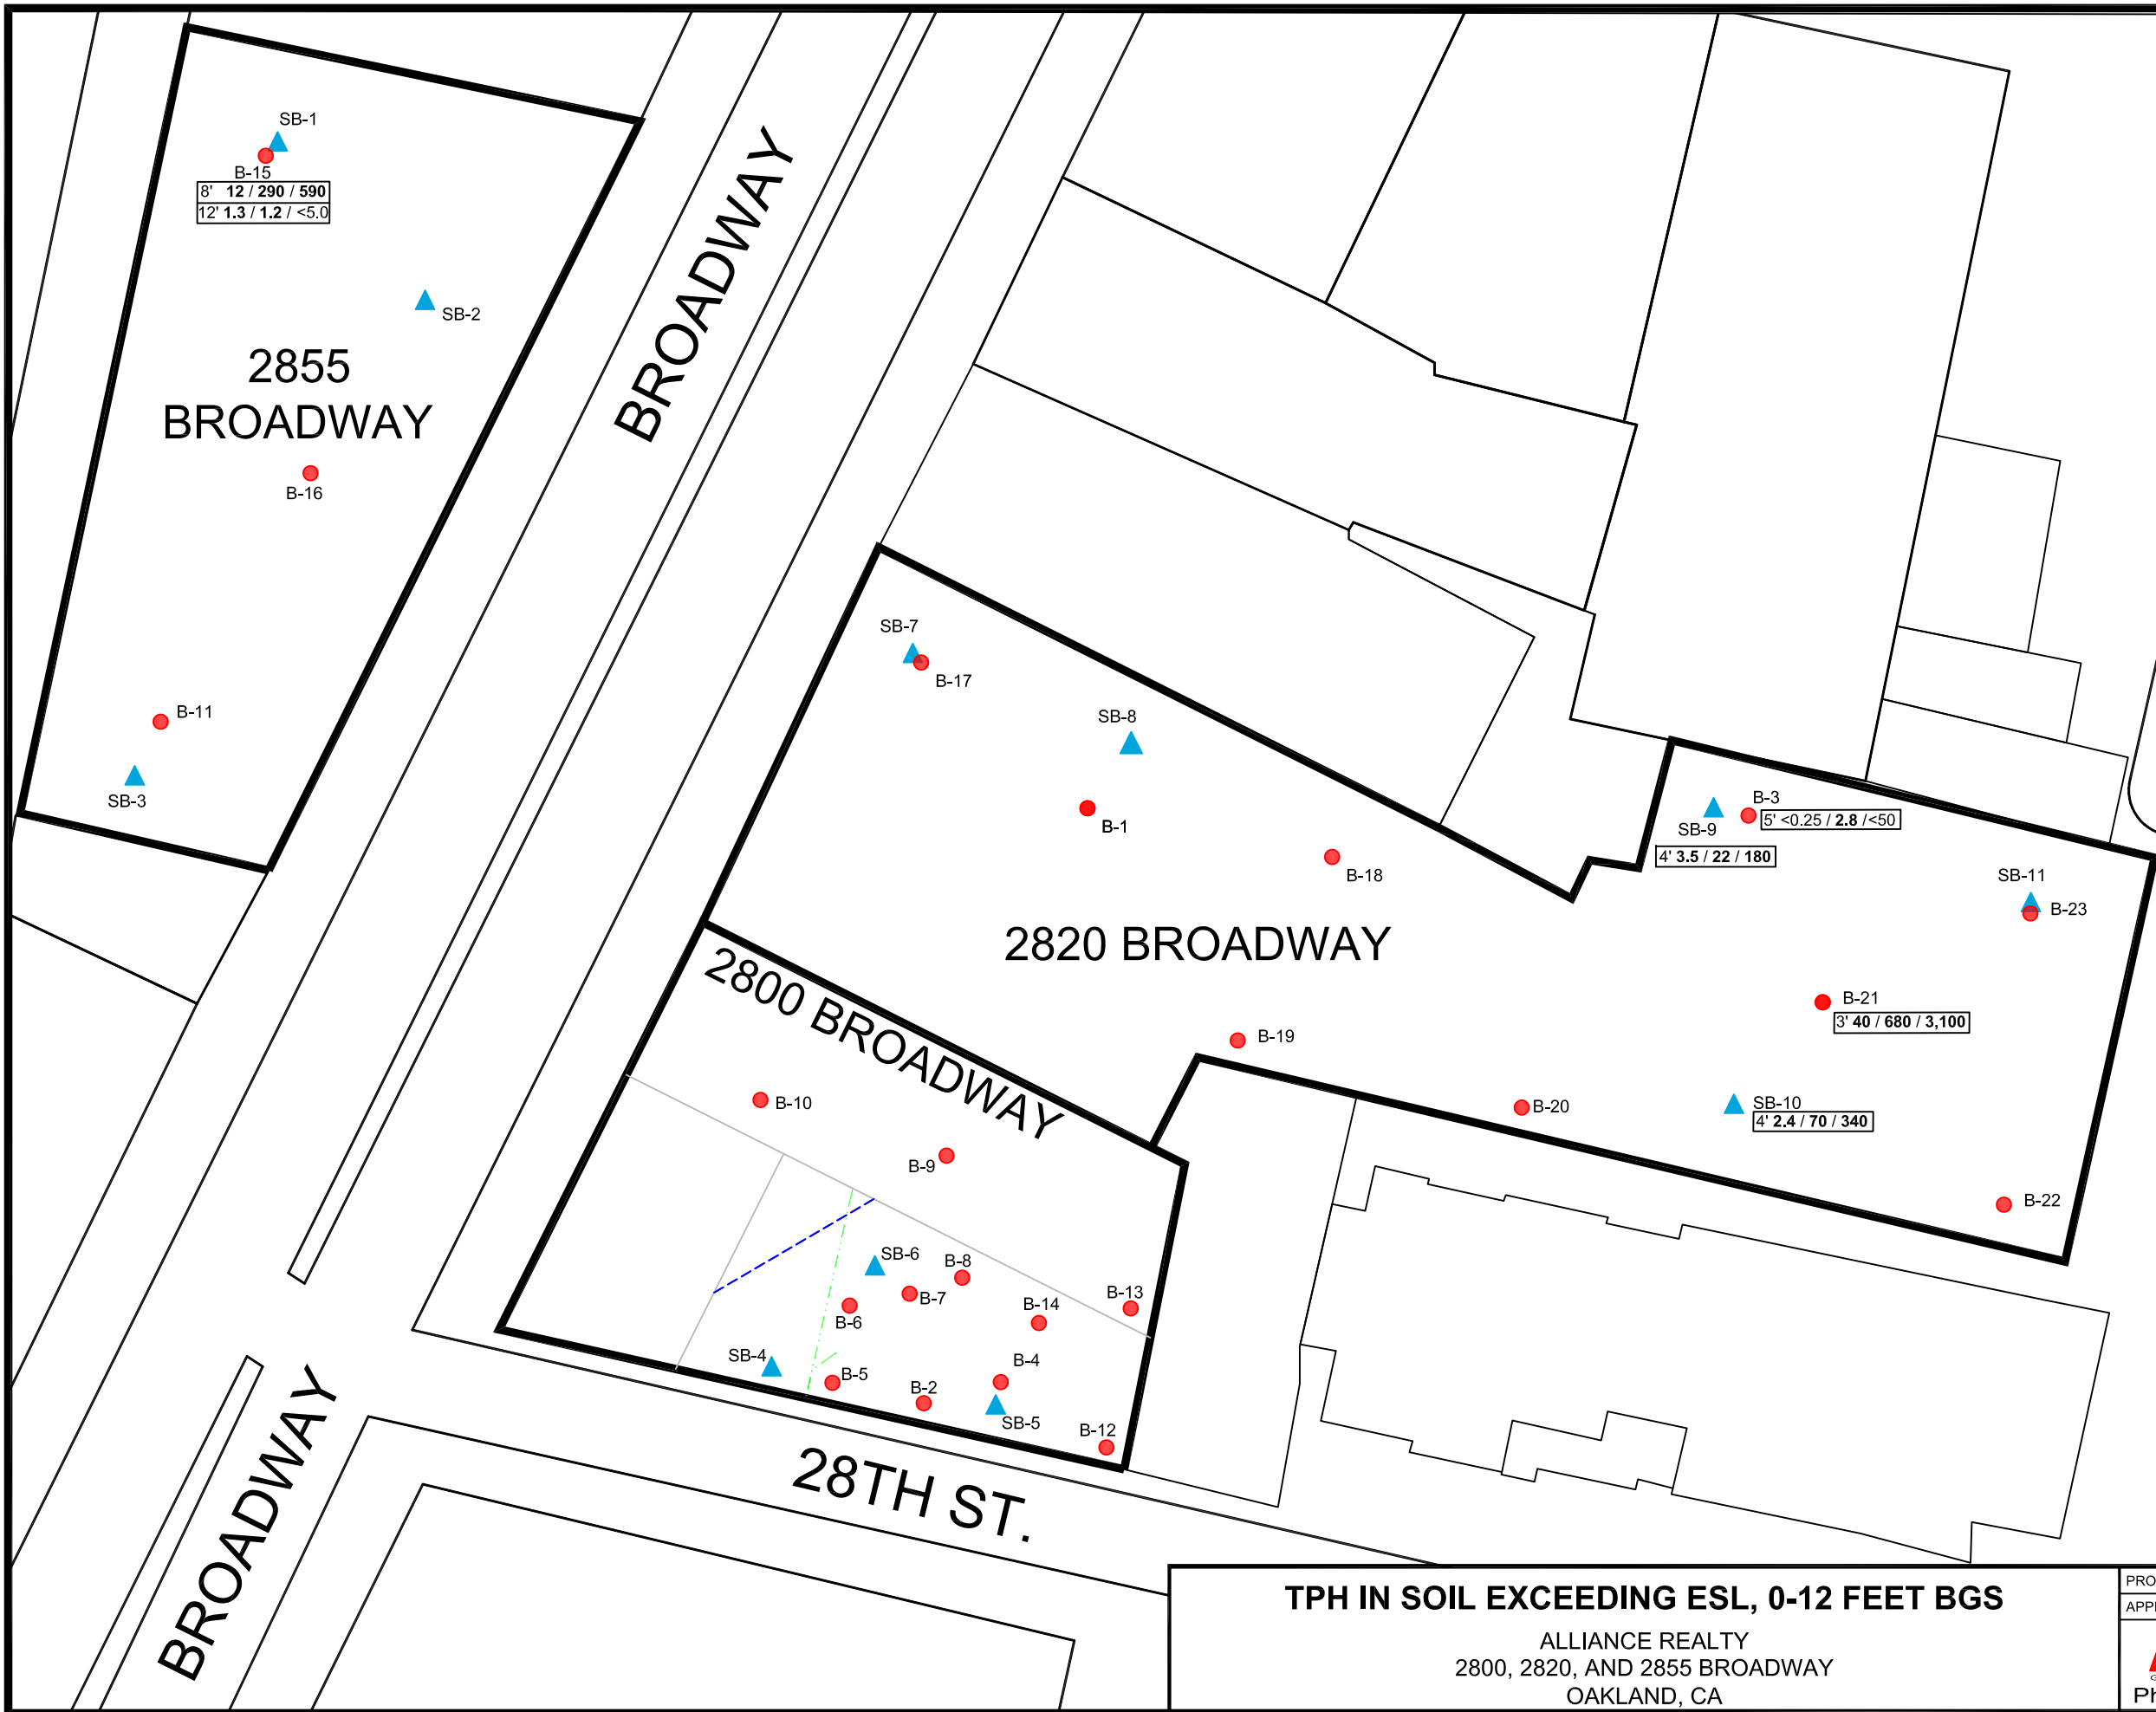 SB-1
B-15
8' 12 / 290 / 590
12' 1.3 / 1.2 / <5.0
SB-2
2855
BROADWAY
B-16
B-11
SB-3
BROADWAY
SB-7
B-17
SB-8
B-1
B-18
B-3
5' <0.25 / 2.8 /<50
SB-9
4' 3.5 / 22 / 180
SB-11
B-23
2820 BROADWAY
B-21
3' 40 / 680 / 3,100
2800 BROADWAY
B-19
B-20
SB-10
4' 2.4 / 70 / 340
B-10
B-9
B-22
SB-6
B-8
B-7
B-6
B-14
B-13
SB-4
B-5
B-4
B-2
SB-5
B-12
BROADWAY
28TH ST.
TPH IN SOIL EXCEEDING ESL, 0-12 FEET BGS
ALLIANCE REALTY
2800, 2820, AND 2855 BROADWAY
OAKLAND, CA